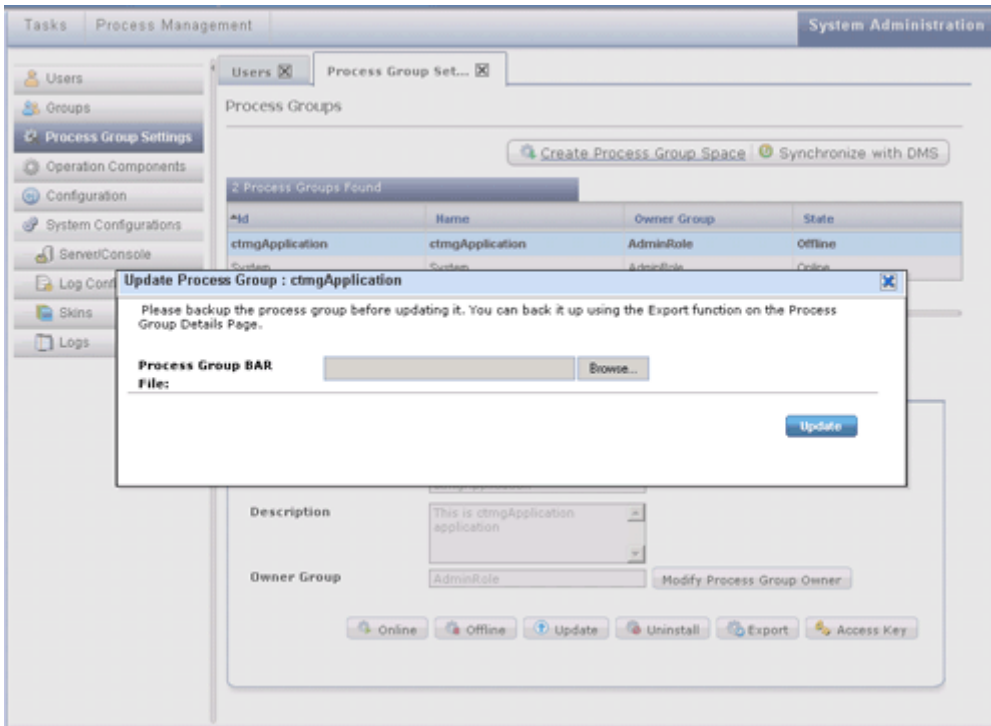 Tasks
Process Management
System Administration
Users
Groups
Process Group Settings
Operation Components
Configuration
System Configurations
Server/Console
Log Conf
Skins
Logs
Users
Process Group Set...
Process Groups
Create Process Group Space
Synchronize with DMS
2 Process Groups Found
Id Name Owner Group State
ctmgApplication ctmgApplication AdminRole Offline
System System AdminRole Online
Update Process Group : ctmgApplication
Please backup the process group before updating it. You can back it up using the Export function on the Process
Group Details Page.
Process Group BAR
File:
Browse...
Update
Description
This is ctmgApplication
application
Owner Group
AdminRole
Modify Process Group Owner
Online
Offline
Update
Uninstall
Export
Access Key